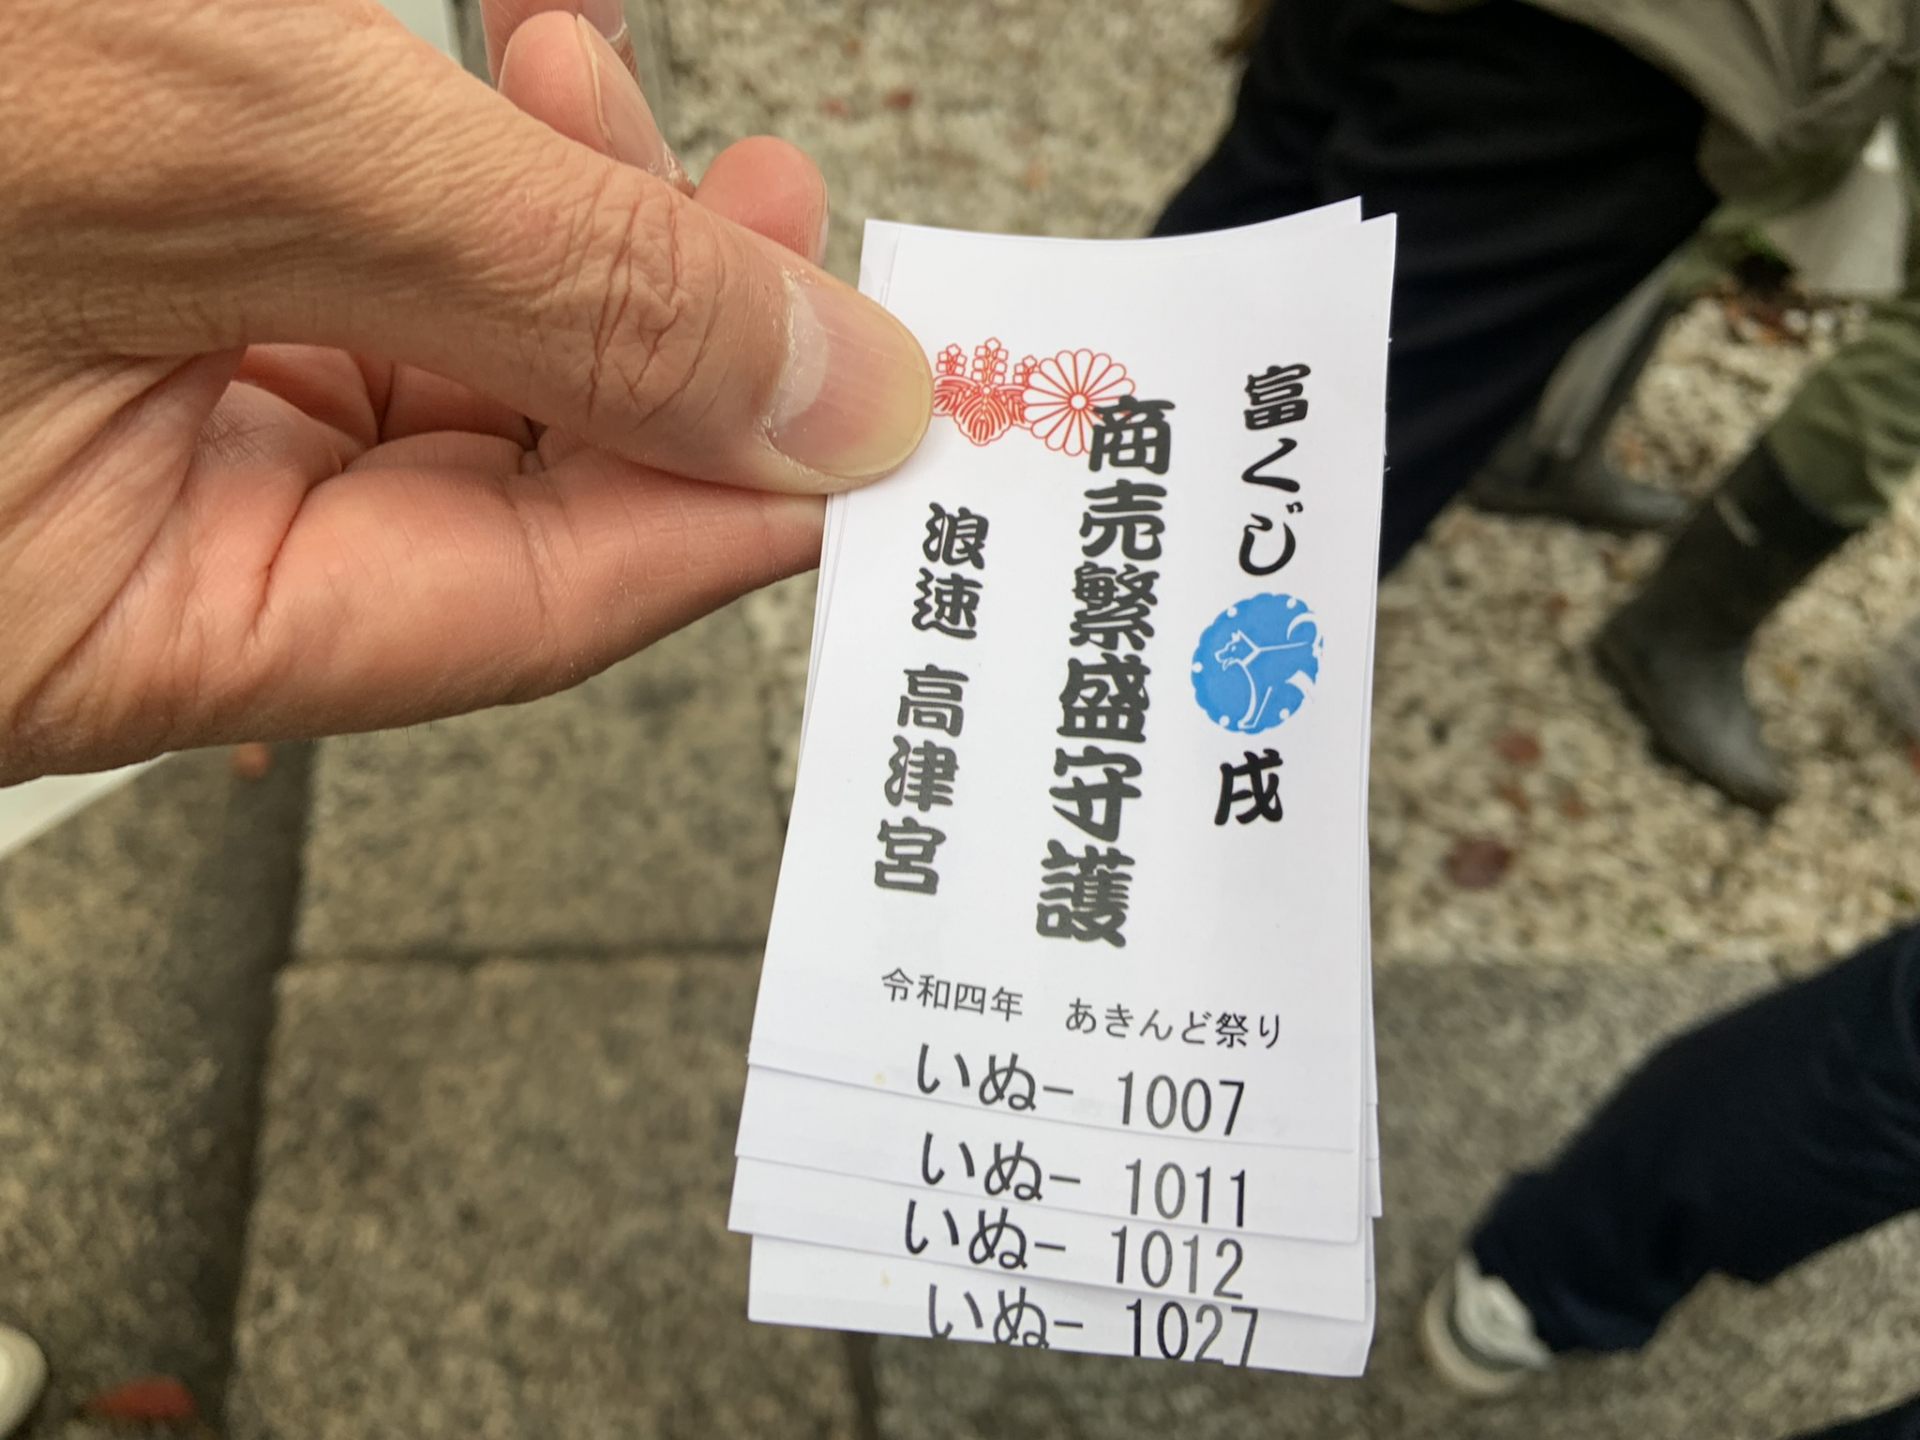 富くじ 戌
商売繁盛守護
浪速 高津宮
令和四年 あきんど祭り
いぬ- 1007
いぬ- 1011
いぬ- 1012
いぬ- 1027